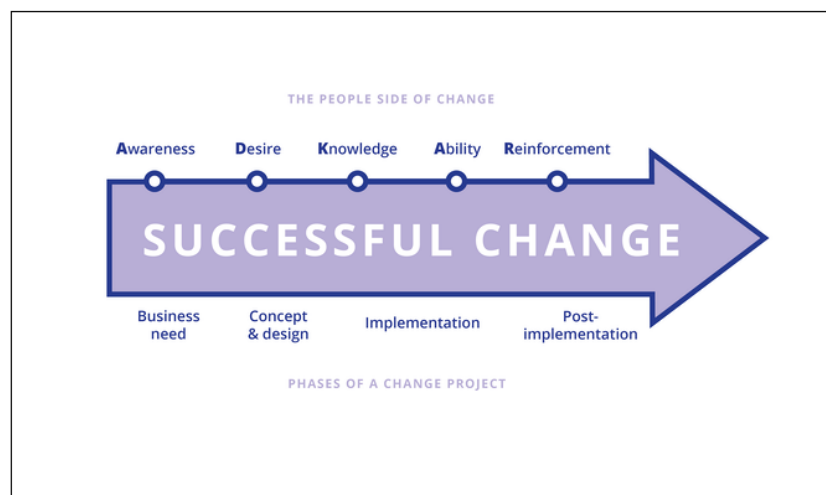 THE PEOPLE SIDE OF CHANGE
Awareness Desire Knowledge Ability Reinforcement
SUCCESSFUL CHANGE
Business need
Concept & design
Implementation
Post-implementation
PHASES OF A CHANGE PROJECT